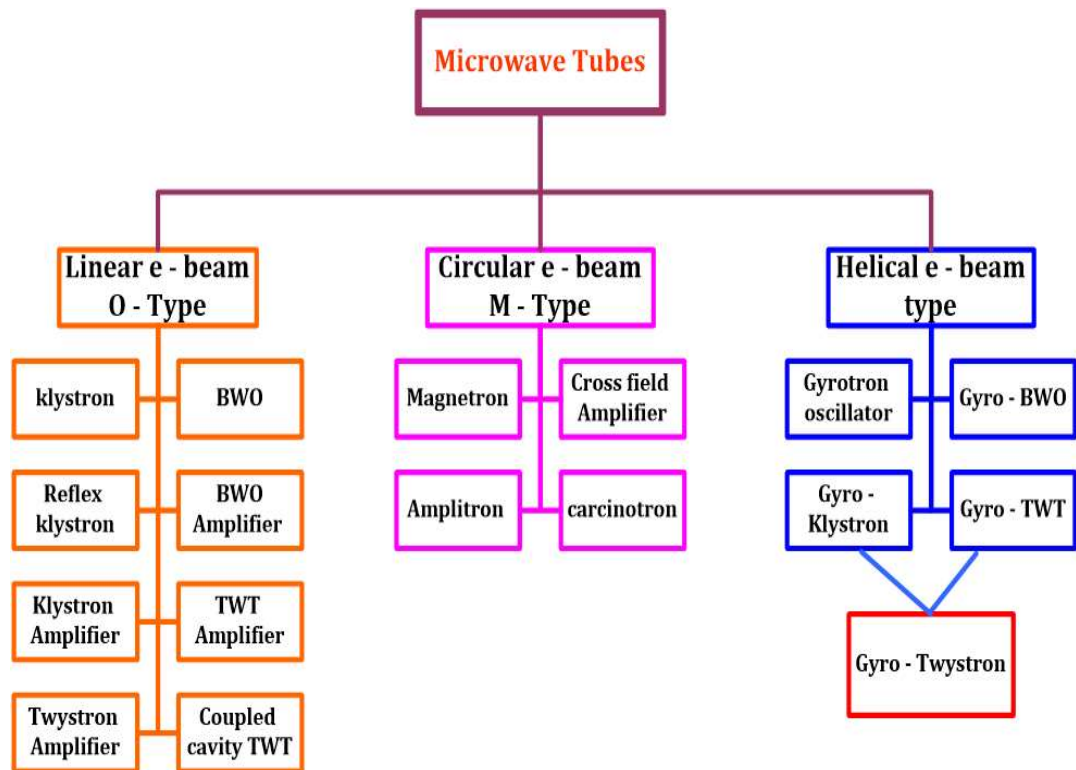 Microwave Tubes
Linear e - beam
O - Type
Circular e - beam
M - Type
Helical e - beam
type
klystron
BWO
Magnetron
Cross field
Amplifier
Gyrotron
oscillator
Gyro - BWO
Reflex
klystron
BWO
Amplifier
Amplitron
carcinotron
Gyro -
Klystron
Gyro - TWT
Klystron
Amplifier
TWT
Amplifier
Gyro - Twystron
Twystron
Amplifier
Coupled
cavity TWT